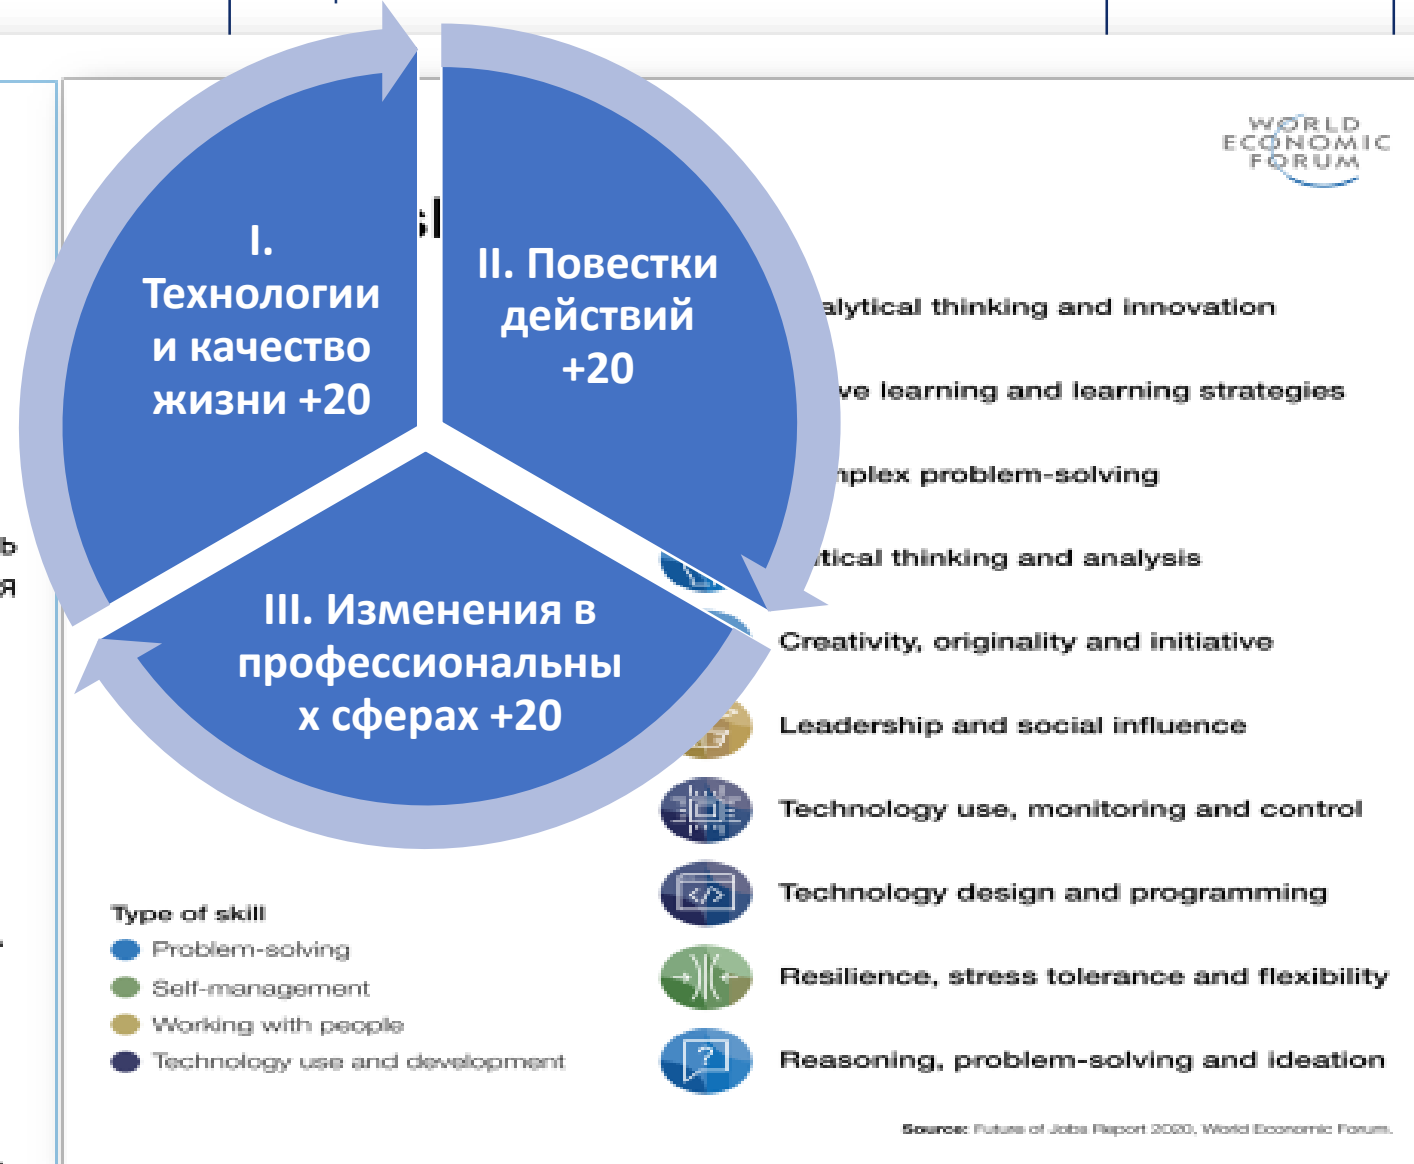 WORLD
ECONOMIC
FORUM
I.
Технологии
и качество
жизни +20
II. Повестки
действий
+20
III. Изменения в
профессиональны
х сферах +20
alytical thinking and innovation
ve learning and learning strategies
mplex problem-solving
tical thinking and analysis
Creativity, originality and initiative
Leadership and social influence
Technology use, monitoring and control
Technology design and programming
Resilience, stress tolerance and flexibility
Reasoning, problem-solving and ideation
ь
я
Type of skill
Problem-solving
Self-management
Working with people
Technology use and development
Source: Future of Jobs Report 2020, World Economic Forum.